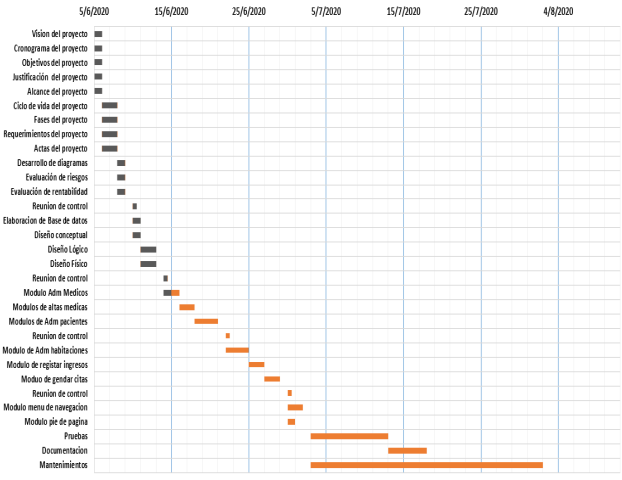 5/6/2020 15/6/2020 25/6/2020 5/7/2020 15/7/2020 25/7/2020 4/8/2020
Vision del proyecto
Cronograma del proyecto
Objetivos del proyecto
Justificación del proyecto
Alcance del proyecto
Ciclo de vida del proyecto
Fases del proyecto
Requerimientos del proyecto
Actas del proyecto
Desarrollo de diagramas
Evaluación de riesgos
Evaluación de rentabilidad
Reunion de control
Elaboracion de Base de datos
Diseño conceptual
Diseño Lógico
Diseño Físico
Reunion de control
Modulo Adm Medicos
Modulos de altas medicas
Modulos de Adm pacientes
Reunion de control
Modulo de Adm habitaciones
Modulo de registar ingresos
Moduo de gendar citas
Reunion de control
Modulo menu de navegacion
Modulo pie de pagina
Pruebas
Documentacion
Mantenimientos